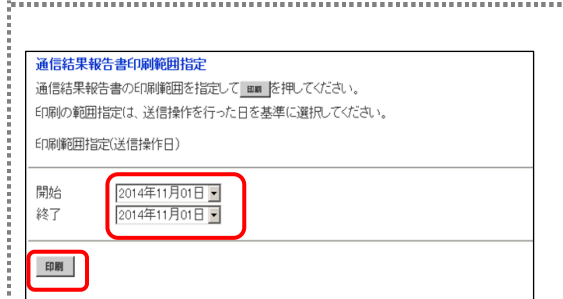 通信結果報告書印刷範囲指定
通信結果報告書の印刷範囲を指定して 印刷 を押してください。
印刷の範囲指定は、送信操作を行った日を基準に選択してください。
印刷範囲指定(送信操作日)
開始 2014年11月01日
終了 2014年11月01日
印刷